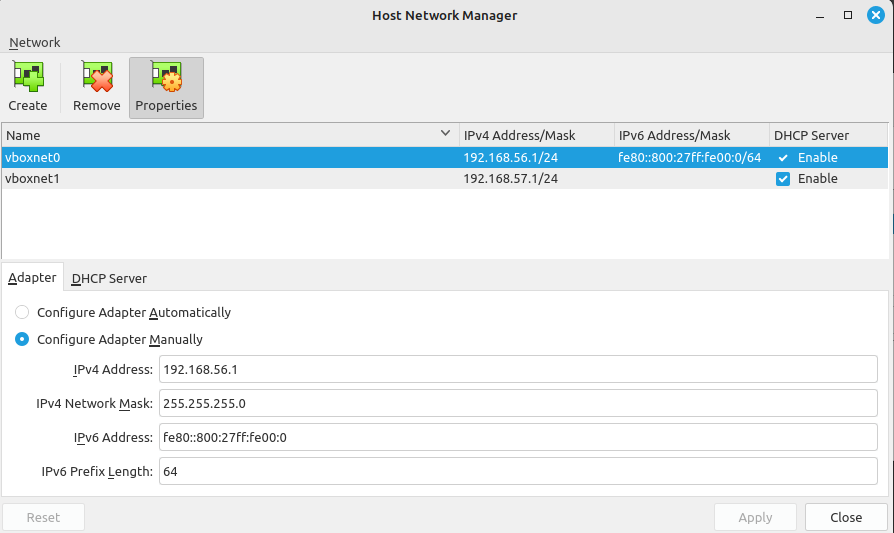 Host Network Manager
Network
Create Remove Properties
Name IPv4 Address/Mask IPv6 Address/Mask DHCP Server
vboxnet0 192.168.56.1/24 fe80::800:27ff:fe00:0/64 Enable
vboxnet1 192.168.57.1/24 Enable
Adapter DHCP Server
Configure Adapter Automatically
Configure Adapter Manually
IPv4 Address: 192.168.56.1
IPv4 Network Mask: 255.255.255.0
IPv6 Address: fe80::800:27ff:fe00:0
IPv6 Prefix Length: 64
Reset Apply Close